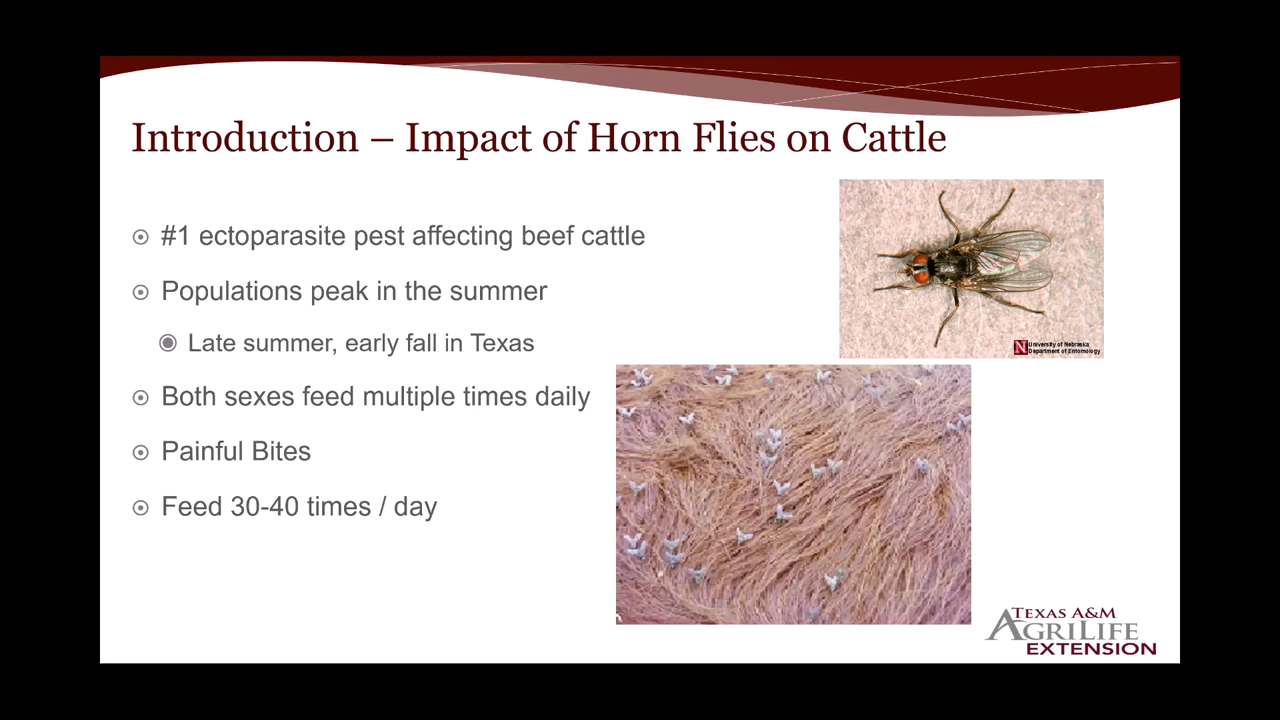 Introduction – Impact of Horn Flies on Cattle
#1 ectoparasite pest affecting beef cattle
Populations peak in the summer
Late summer, early fall in Texas
Both sexes feed multiple times daily
Painful Bites
Feed 30-40 times / day
N University of Nebraska
Department of Entomology
TEXAS A&M
AGRILIFE
EXTENSION